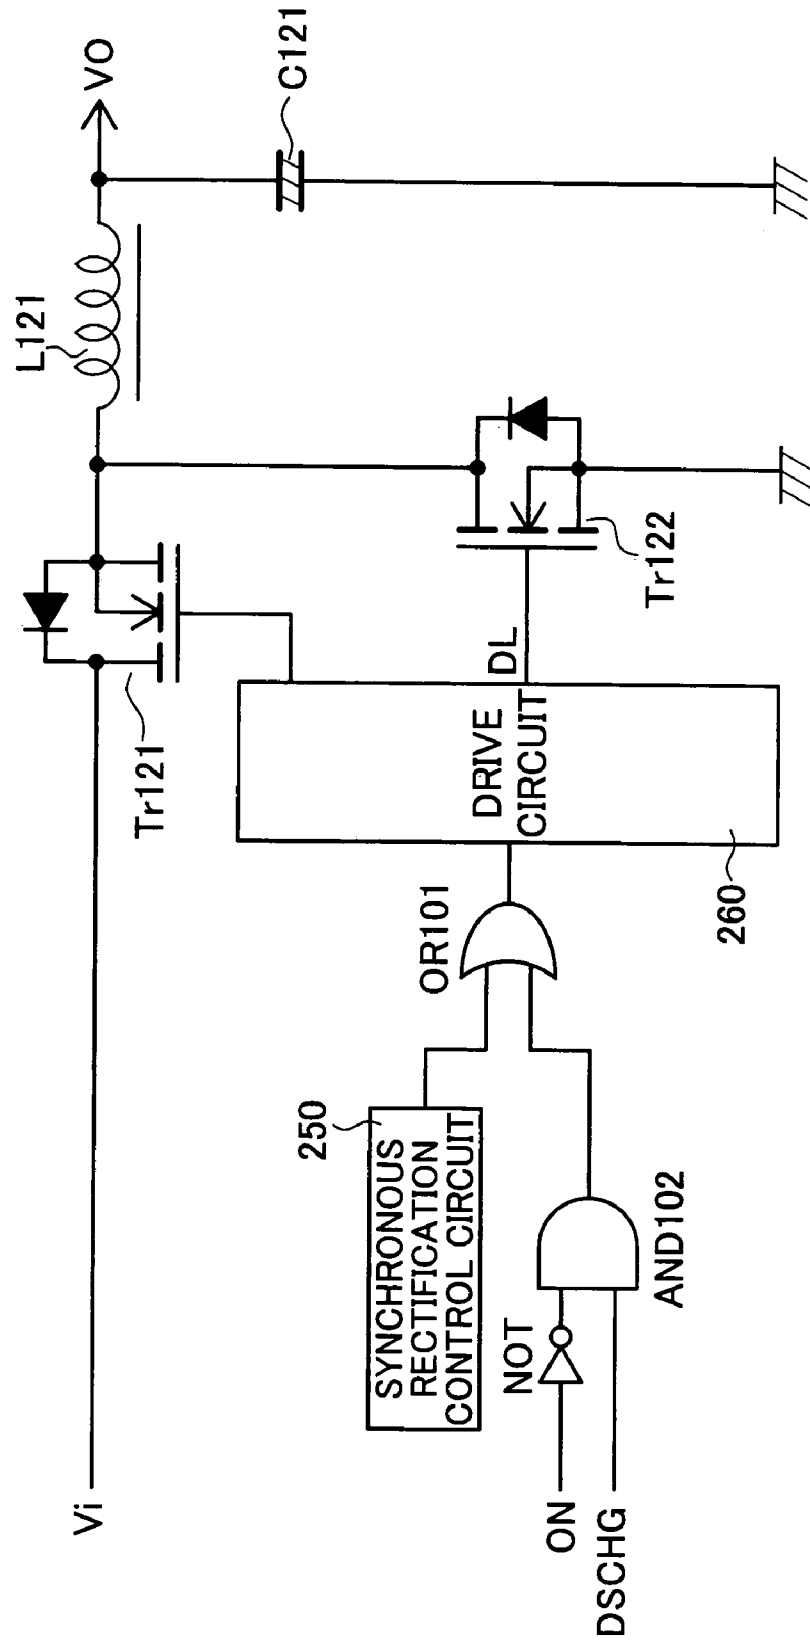 Vi
Tr121
L121
VO
C121
Tr122
DL
DRIVE
CIRCUIT
260
OR101
250
SYNCHRONOUS
RECTIFICATION
CONTROL CIRCUIT
NOT
AND102
ON
DSCHG